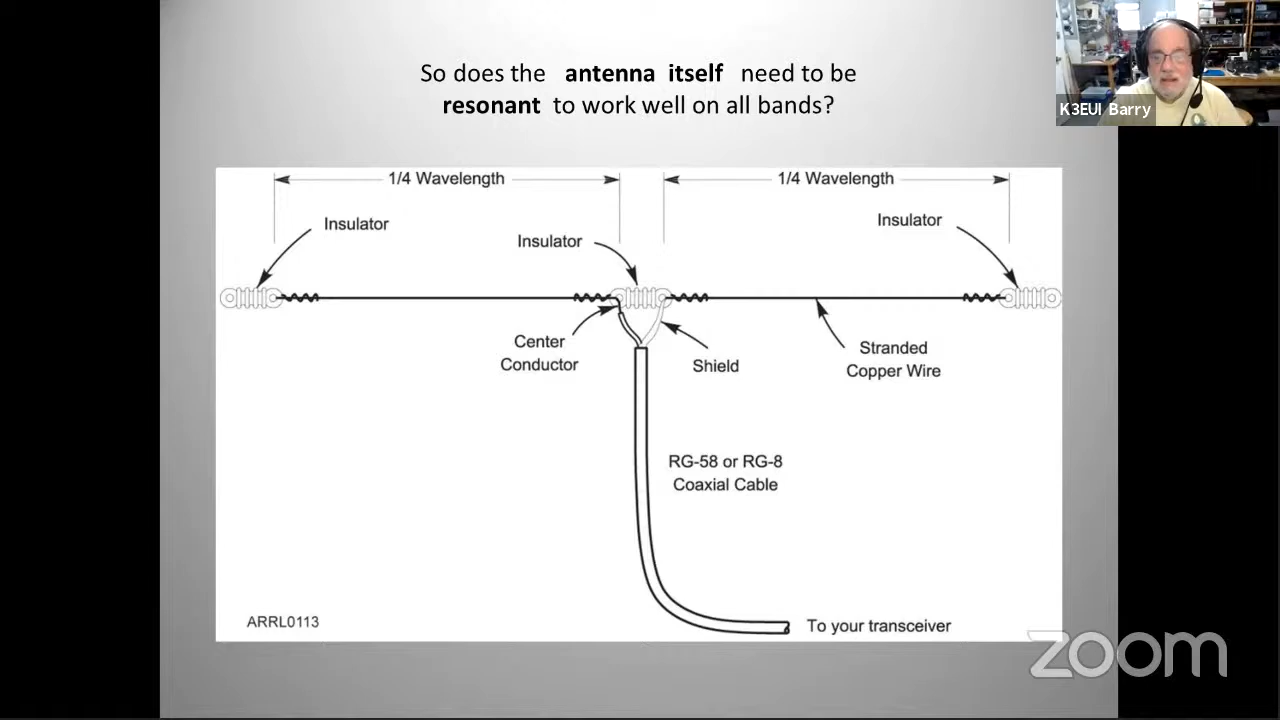 So does the antenna itself need to be
resonant to work well on all bands?
K3EUI Barry
1/4 Wavelength
1/4 Wavelength
Insulator
Insulator
Insulator
Center
Conductor
Shield
Stranded
Copper Wire
RG-58 or RG-8
Coaxial Cable
ARRL0113
To your transceiver
zoom